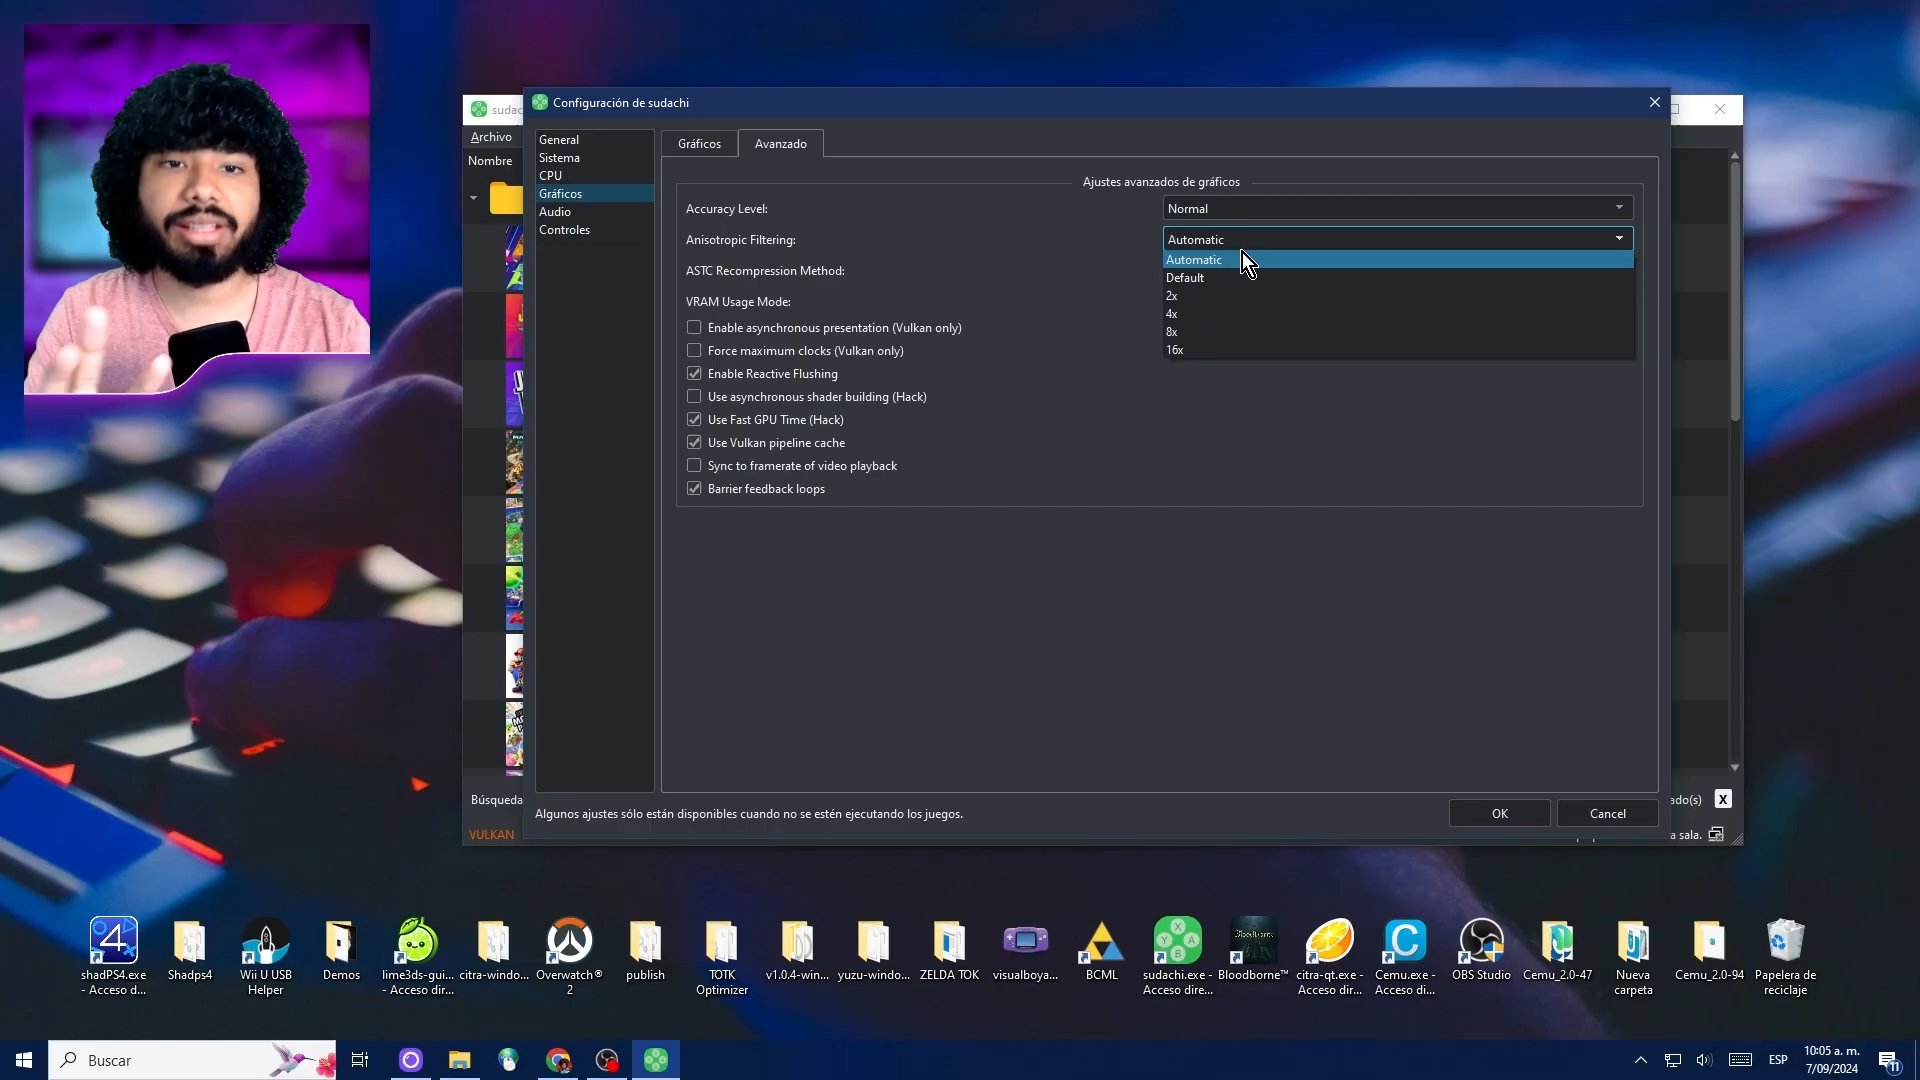 sudac
Configuración de sudachi
Archivo
Nombre
General
Sistema
CPU
Gráficos
Audio
Controles
Gráficos
Avanzado
Ajustes avanzados de gráficos
Accuracy Level:
Normal
Anisotropic Filtering:
Automatic
Automatic
Default
2x
4x
8x
16x
ASTC Recompression Method:
VRAM Usage Mode:
Enable asynchronous presentation (Vulkan only)
Force maximum clocks (Vulkan only)
Enable Reactive Flushing
Use asynchronous shader building (Hack)
Use Fast GPU Time (Hack)
Use Vulkan pipeline cache
Sync to framerate of video playback
Barrier feedback loops
Búsqueda
ado(s)
X
Algunos ajustes sólo están disponibles cuando no se estén ejecutando los juegos.
OK
Cancel
VULKAN
a sala.
shadPS4.exe
- Acceso d...
Shadps4
Wii U USB
Helper
Demos
lime3ds-gui...
- Acceso dir...
citra-windo...
Overwatch®
2
publish
TOTK
Optimizer
v1.0.4-win...
yuzu-windo...
ZELDA TOK
visualboya...
BCML
sudachi.exe -
Acceso dire...
Bloodborne™
citra-qt.exe -
Acceso dir...
Cemu.exe -
Acceso di...
OBS Studio
Cemu_2.0-47
Nueva
carpeta
Cemu_2.0-94
Papelera de
reciclaje
Buscar
ESP
10:05 a. m.
7/09/2024
11